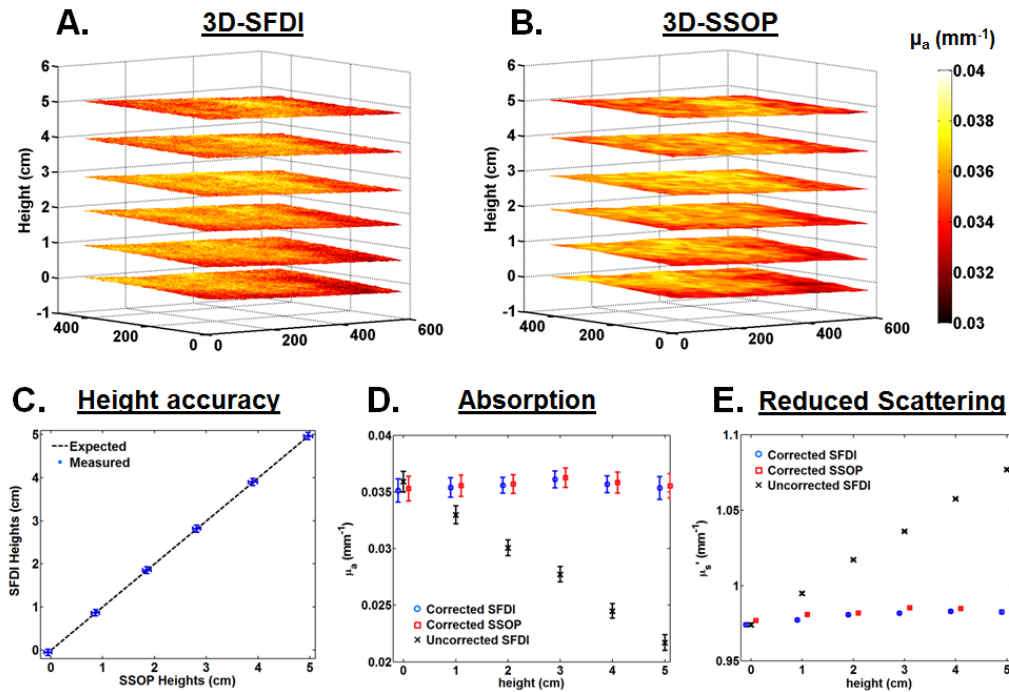 A. 3D-SFDI
B. 3D-SSOP
μa (mm-1)
Height (cm)
6
5
4
3
2
1
0
-1
400
200
0
0
200
400
600
Height (cm)
6
5
4
3
2
1
0
-1
400
200
0
0
200
400
600
0.04
0.038
0.036
0.034
0.032
0.03
C. Height accuracy
Expected
Measured
SFDI Heights (cm)
5
4
3
2
1
0
0 1 2 3 4 5
SSOP Heights (cm)
D. Absorption
μa (mm-1)
0.04
0.035
0.03
0.025
0.02
Corrected SFDI
Corrected SSOP
Uncorrected SFDI
0 1 2 3 4 5
height (cm)
E. Reduced Scattering
μs' (mm-1)
1.1
1.05
1
0.95
Corrected SFDI
Corrected SSOP
Uncorrected SFDI
0 1 2 3 4 5
height (cm)